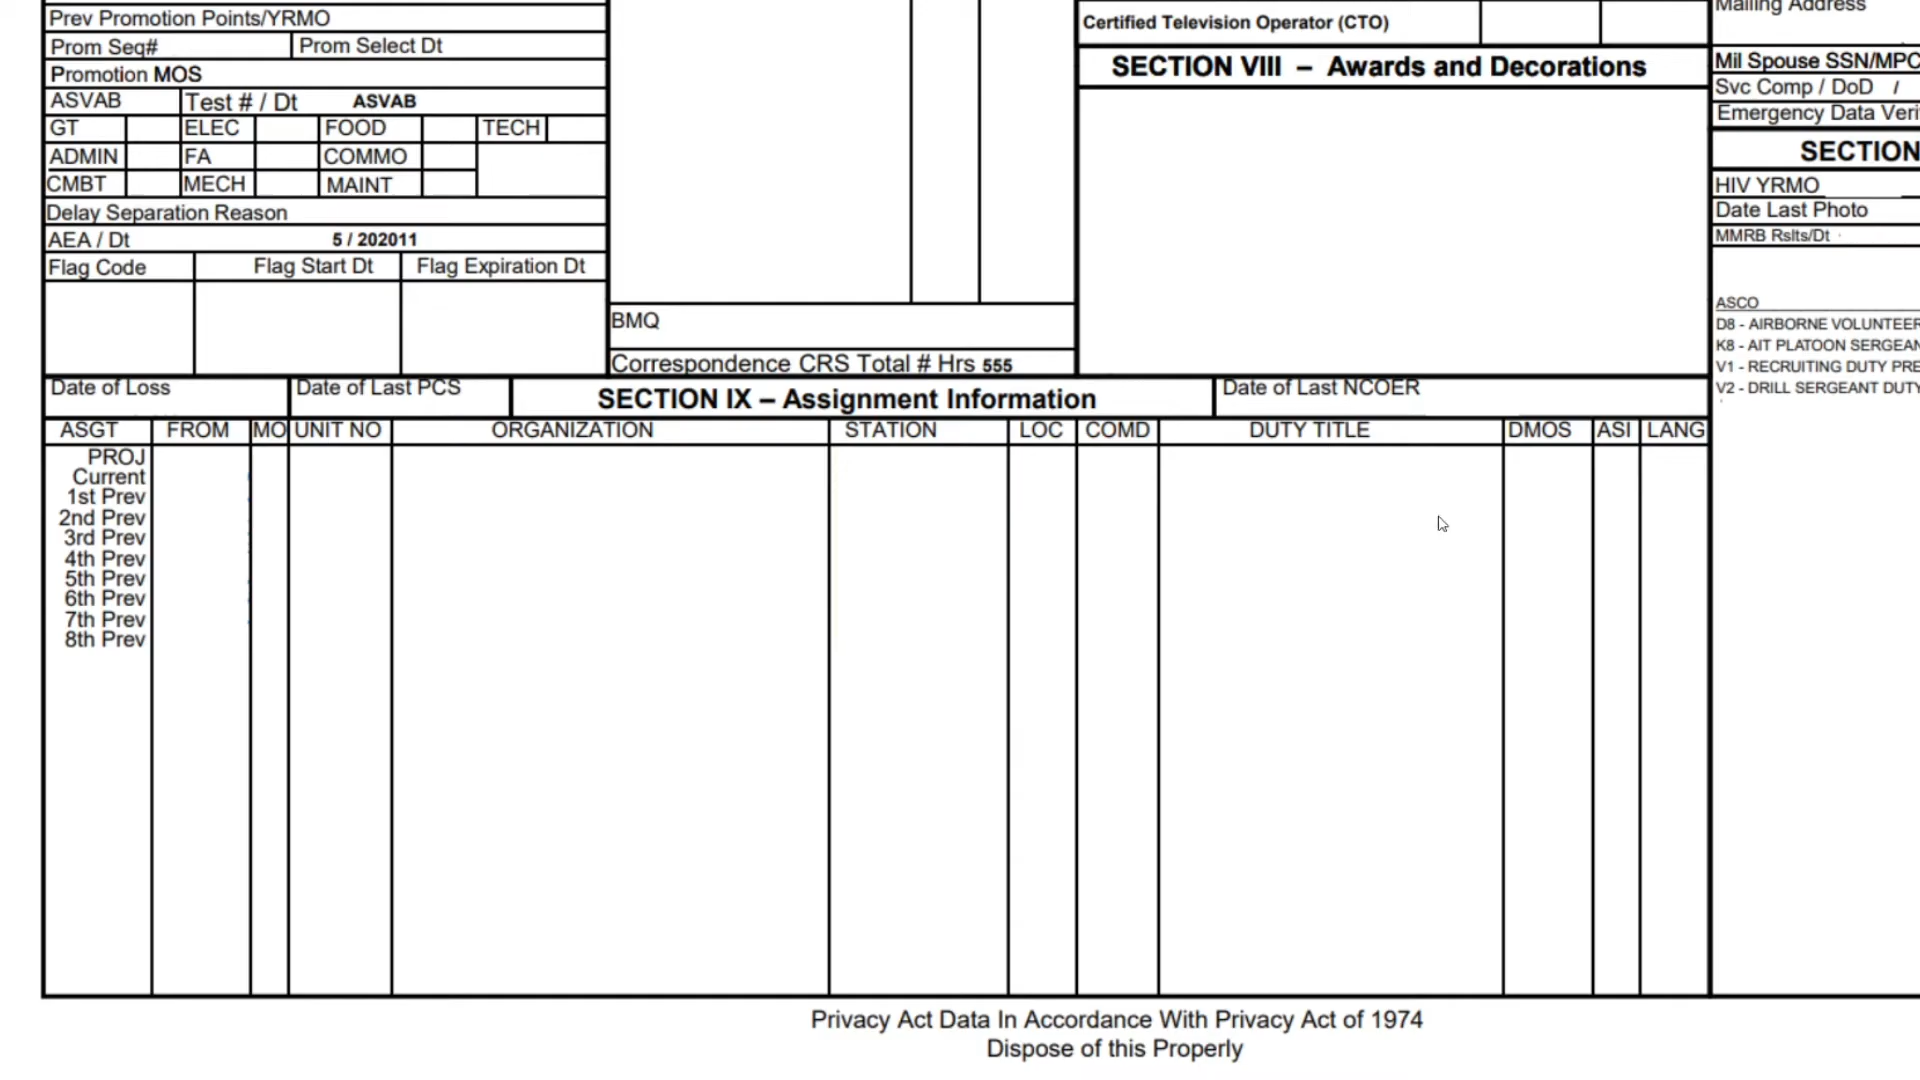 Prev Promotion Points/YRMO
Prom Seq# Prom Select Dt
Promotion MOS
ASVAB Test # / Dt ASVAB
GT ELEC FOOD TECH
ADMIN FA COMMO
CMBT MECH MAINT
Delay Separation Reason
AEA / Dt 5 / 202011
Flag Code Flag Start Dt Flag Expiration Dt
BMQ
Correspondence CRS Total # Hrs 555
Certified Television Operator (CTO)
SECTION VIII – Awards and Decorations
Mailing Address
Mil Spouse SSN/MPC
Svc Comp / DoD /
Emergency Data Veri
SECTION
HIV YRMO
Date Last Photo
MMRB Rslts/Dt
ASCO
D8 - AIRBORNE VOLUNTEER
K8 - AIT PLATOON SERGEAN
V1 - RECRUITING DUTY PRE
V2 - DRILL SERGEANT DUTY
Date of Loss Date of Last PCS SECTION IX – Assignment Information Date of Last NCOER
ASGT FROM MO UNIT NO ORGANIZATION STATION LOC COMD DUTY TITLE DMOS ASI LANG
PROJ
Current
1st Prev
2nd Prev
3rd Prev
4th Prev
5th Prev
6th Prev
7th Prev
8th Prev
Privacy Act Data In Accordance With Privacy Act of 1974
Dispose of this Properly